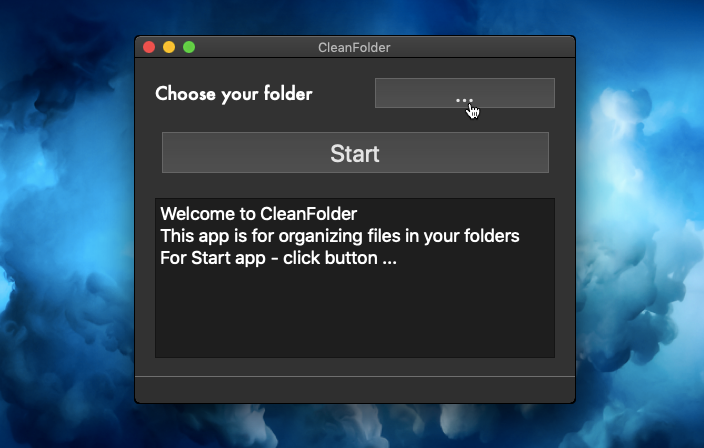 CleanFolder
Choose your folder
...
Start
Welcome to CleanFolder
This app is for organizing files in your folders
For Start app - click button ...